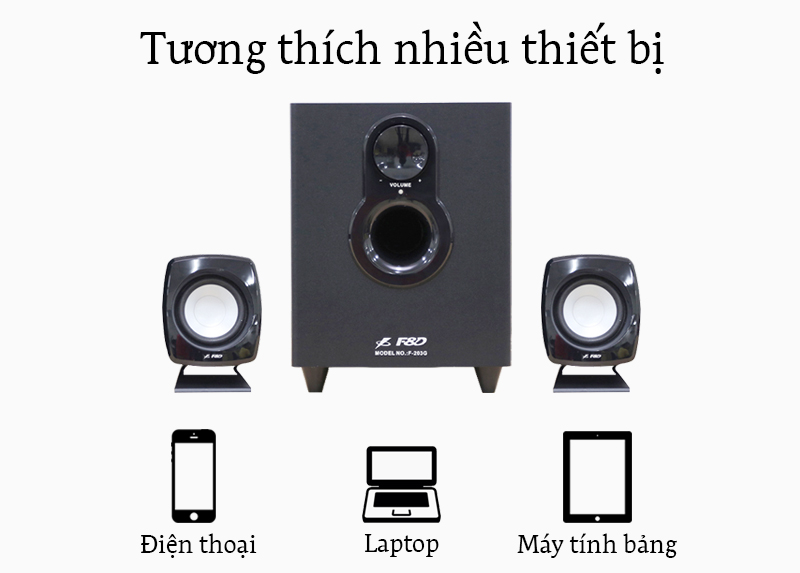 Tương thích nhiều thiết bị
VOLUME
F&D
MODEL NO.:F-203G
F&D
F&D
Điện thoại
Laptop
Máy tính bảng